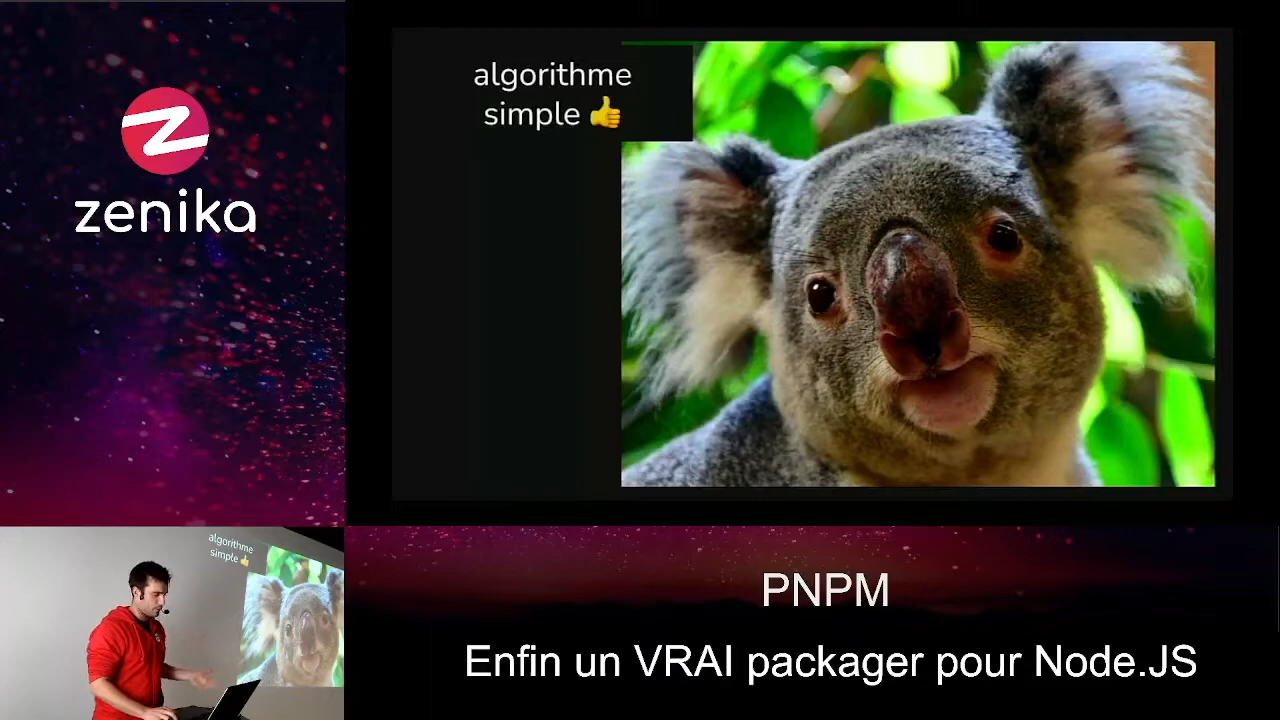 zenika
algorithme
simple 👍
algorithme
simple 👍
PNPM
Enfin un VRAI packager pour Node.JS